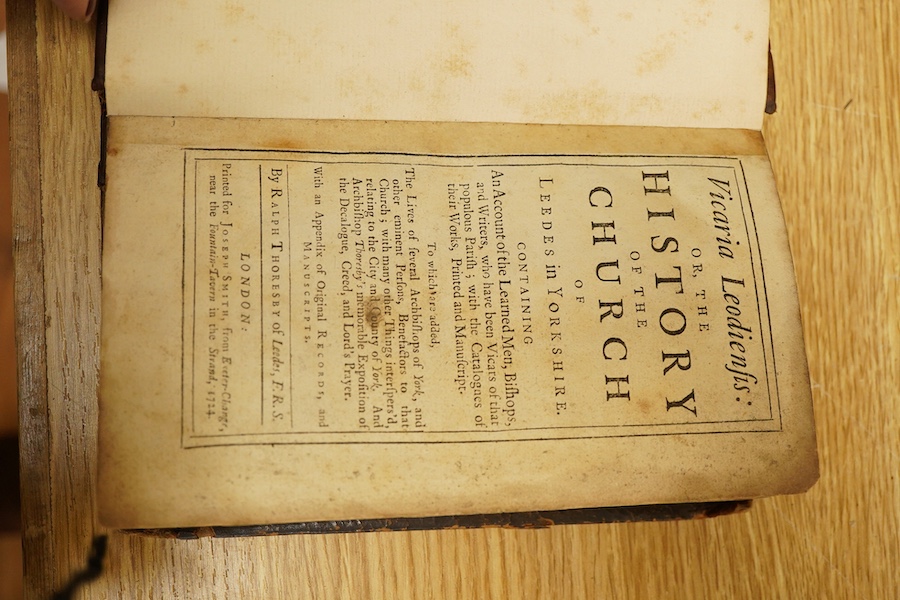 Vicaria Leodienſis:
OR, THE
HISTORY
OF THE
CHURCH
OF
LEEDES in YORKSHIRE.
CONTAINING
An Account of the Learned Men, Biſhops,
and Writers, who have been Vicars of that
populous Pariſh; with the Catalogues of
their Works, Printed and Manuſcript.
To which are added,
The Lives of ſeveral Archbiſhops of York, and
other eminent Perſons, Benefactors to that
Church; with many other Things interſpers'd,
relating to the City and County of York. And
Archbiſhop Thoresby's memorable Expoſition of
the Decalogue, Creed, and Lord's Prayer.
With an Appendix of Original RECORDS, and
MANUSCRIPTS.
By RALPH THORESBY of Leedes, F.R.S.
LONDON:
Printed for JOSEPH SMITH, from Exeter-Change,
near the Fountain-Tavern in the Strand, 1724.